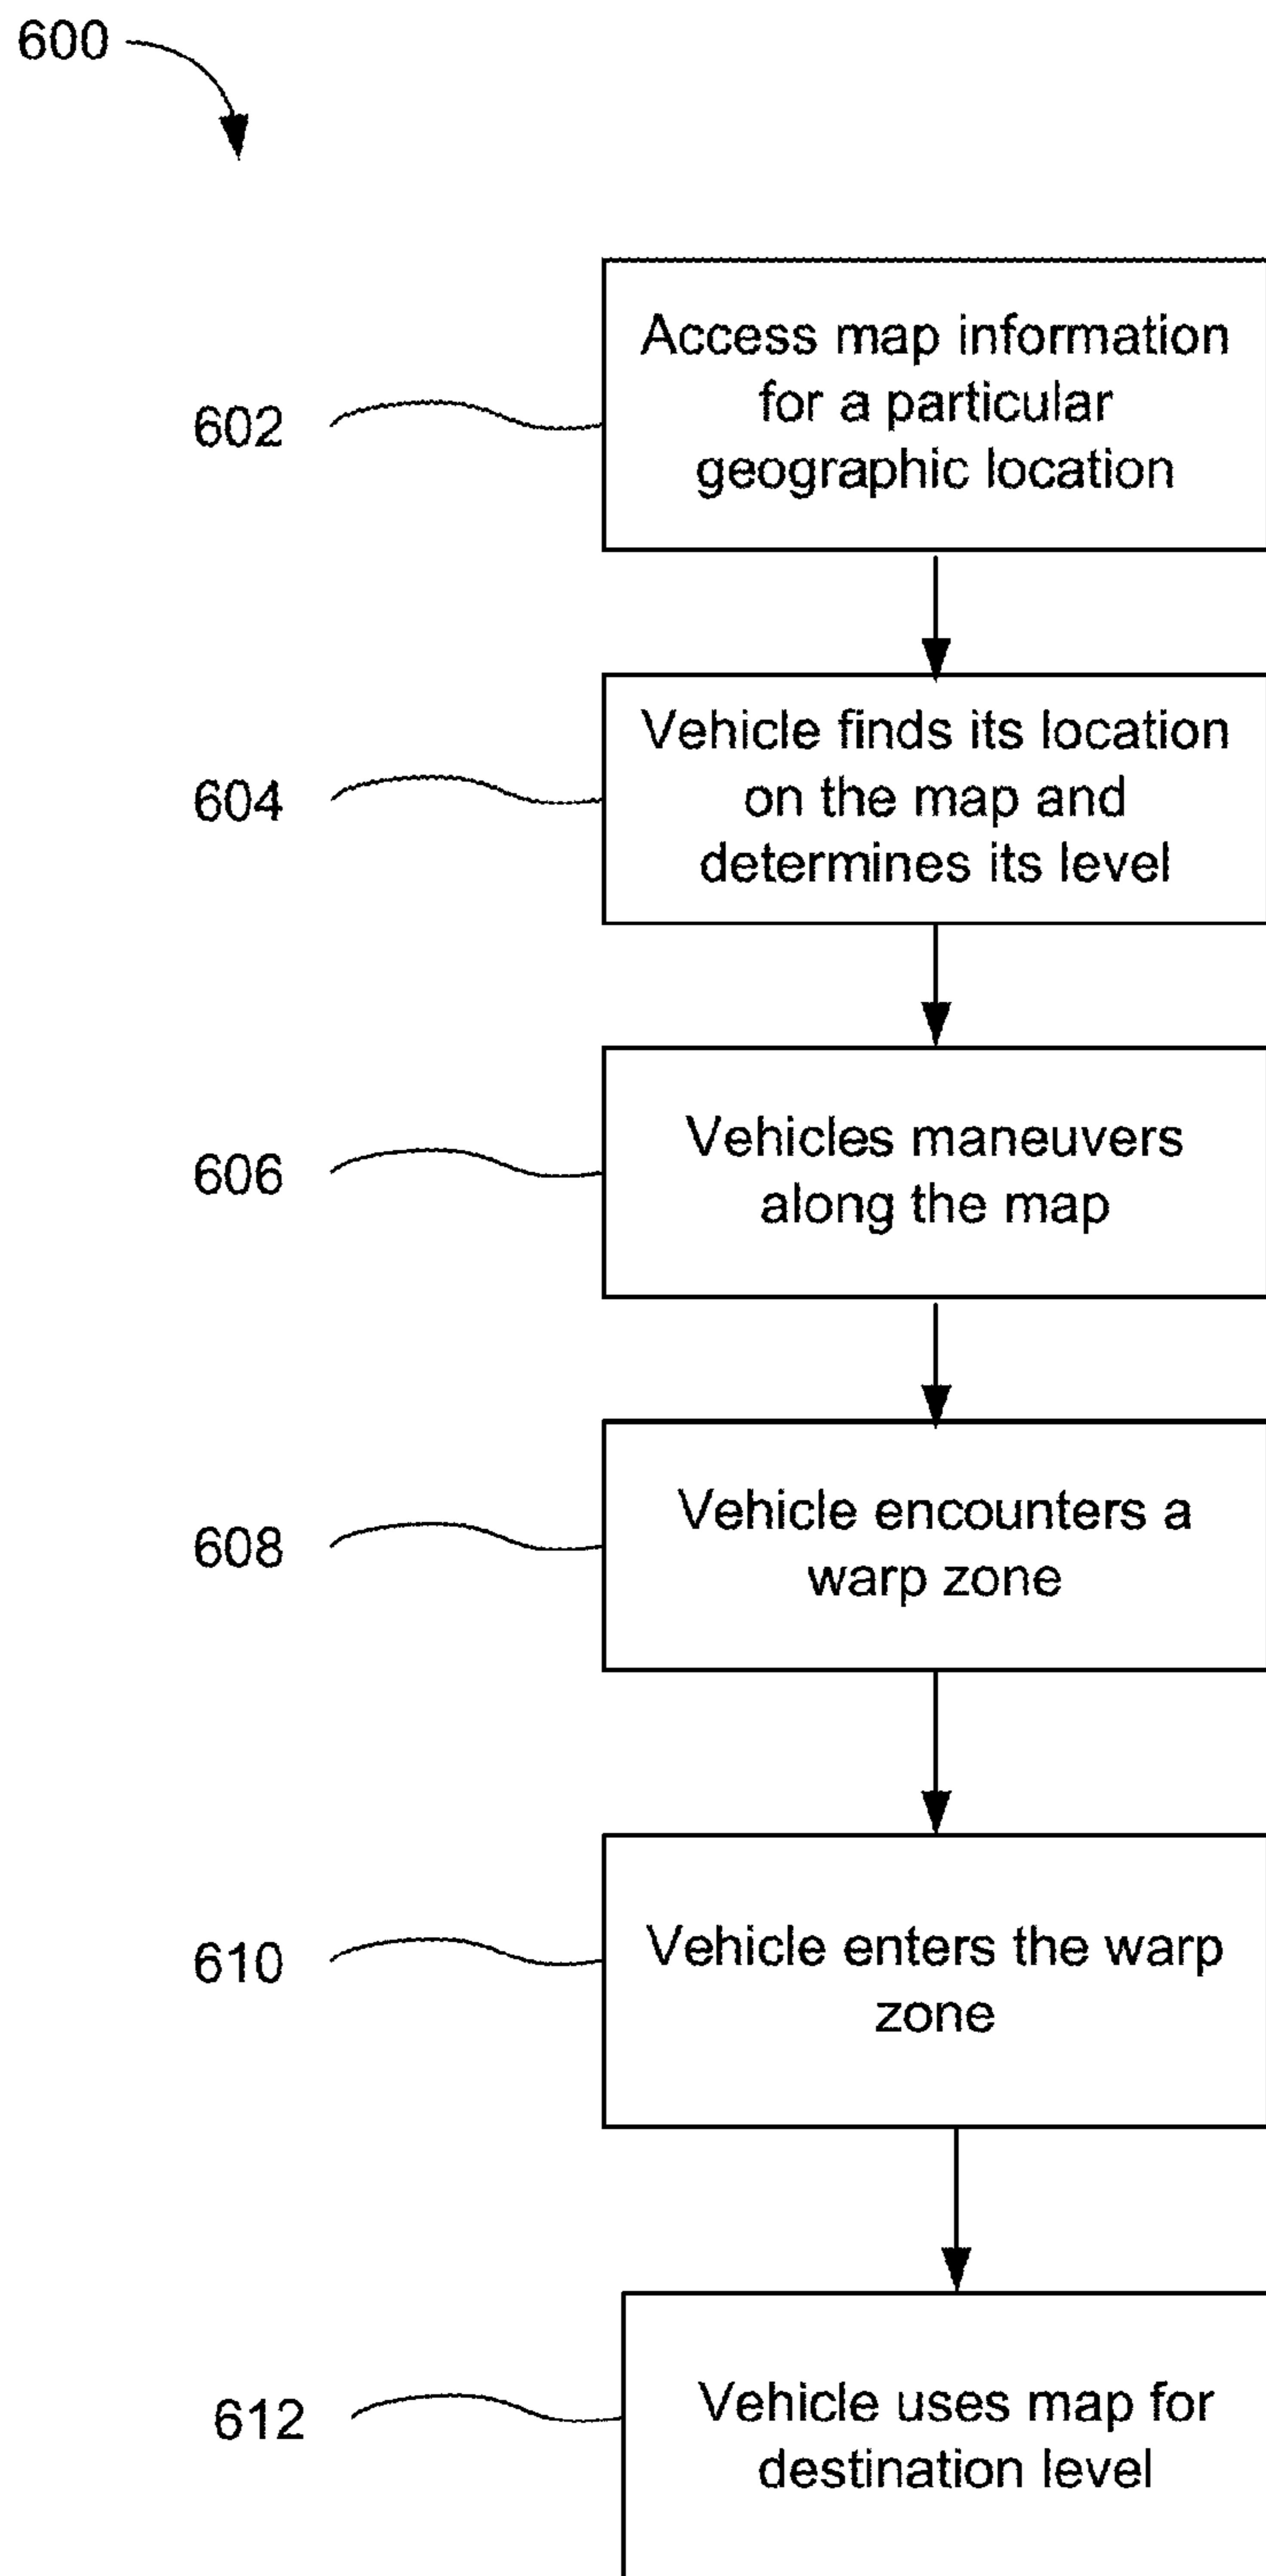 600
602
Access map information
for a particular
geographic location
604
Vehicle finds its location
on the map and
determines its level
606
Vehicles maneuvers
along the map
608
Vehicle encounters a
warp zone
610
Vehicle enters the warp
zone
612
Vehicle uses map for
destination level